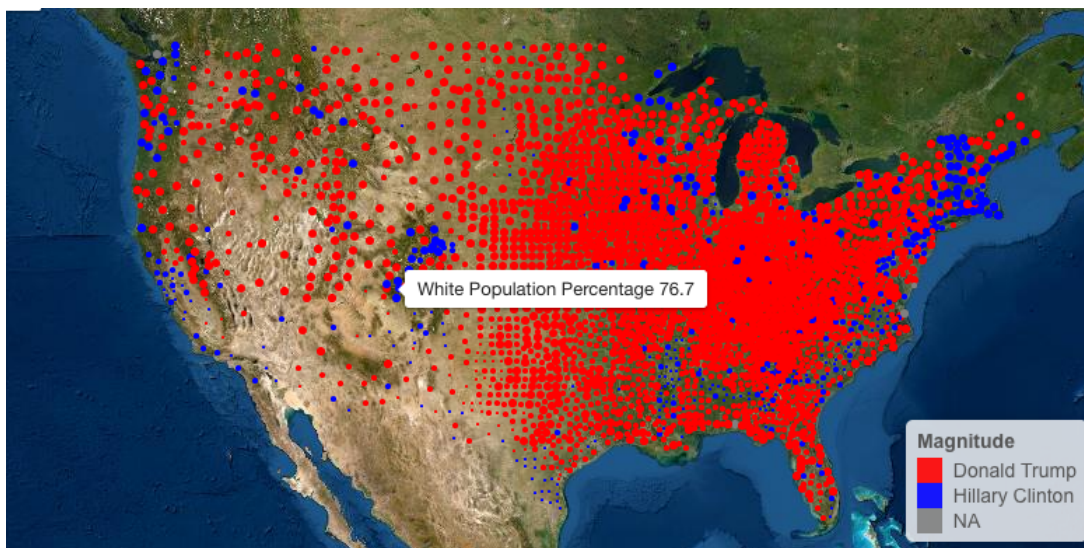 White Population Percentage 76.7
Magnitude
Donald Trump
Hillary Clinton
NA